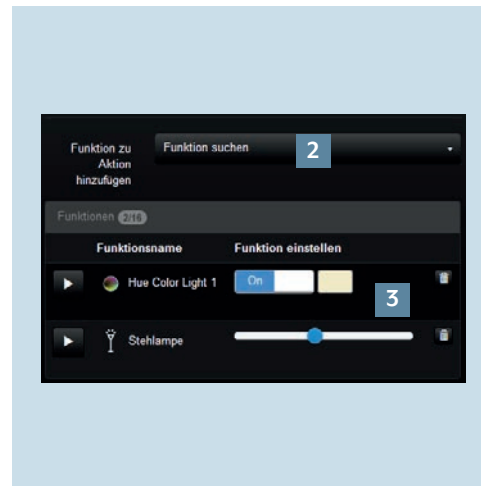 Funktion zu
Aktion
hinzufügen
Funktion suchen
2
Funktionen 2/16
Funktionsname Funktion einstellen
Hue Color Light 1 On
3
Stehlampe